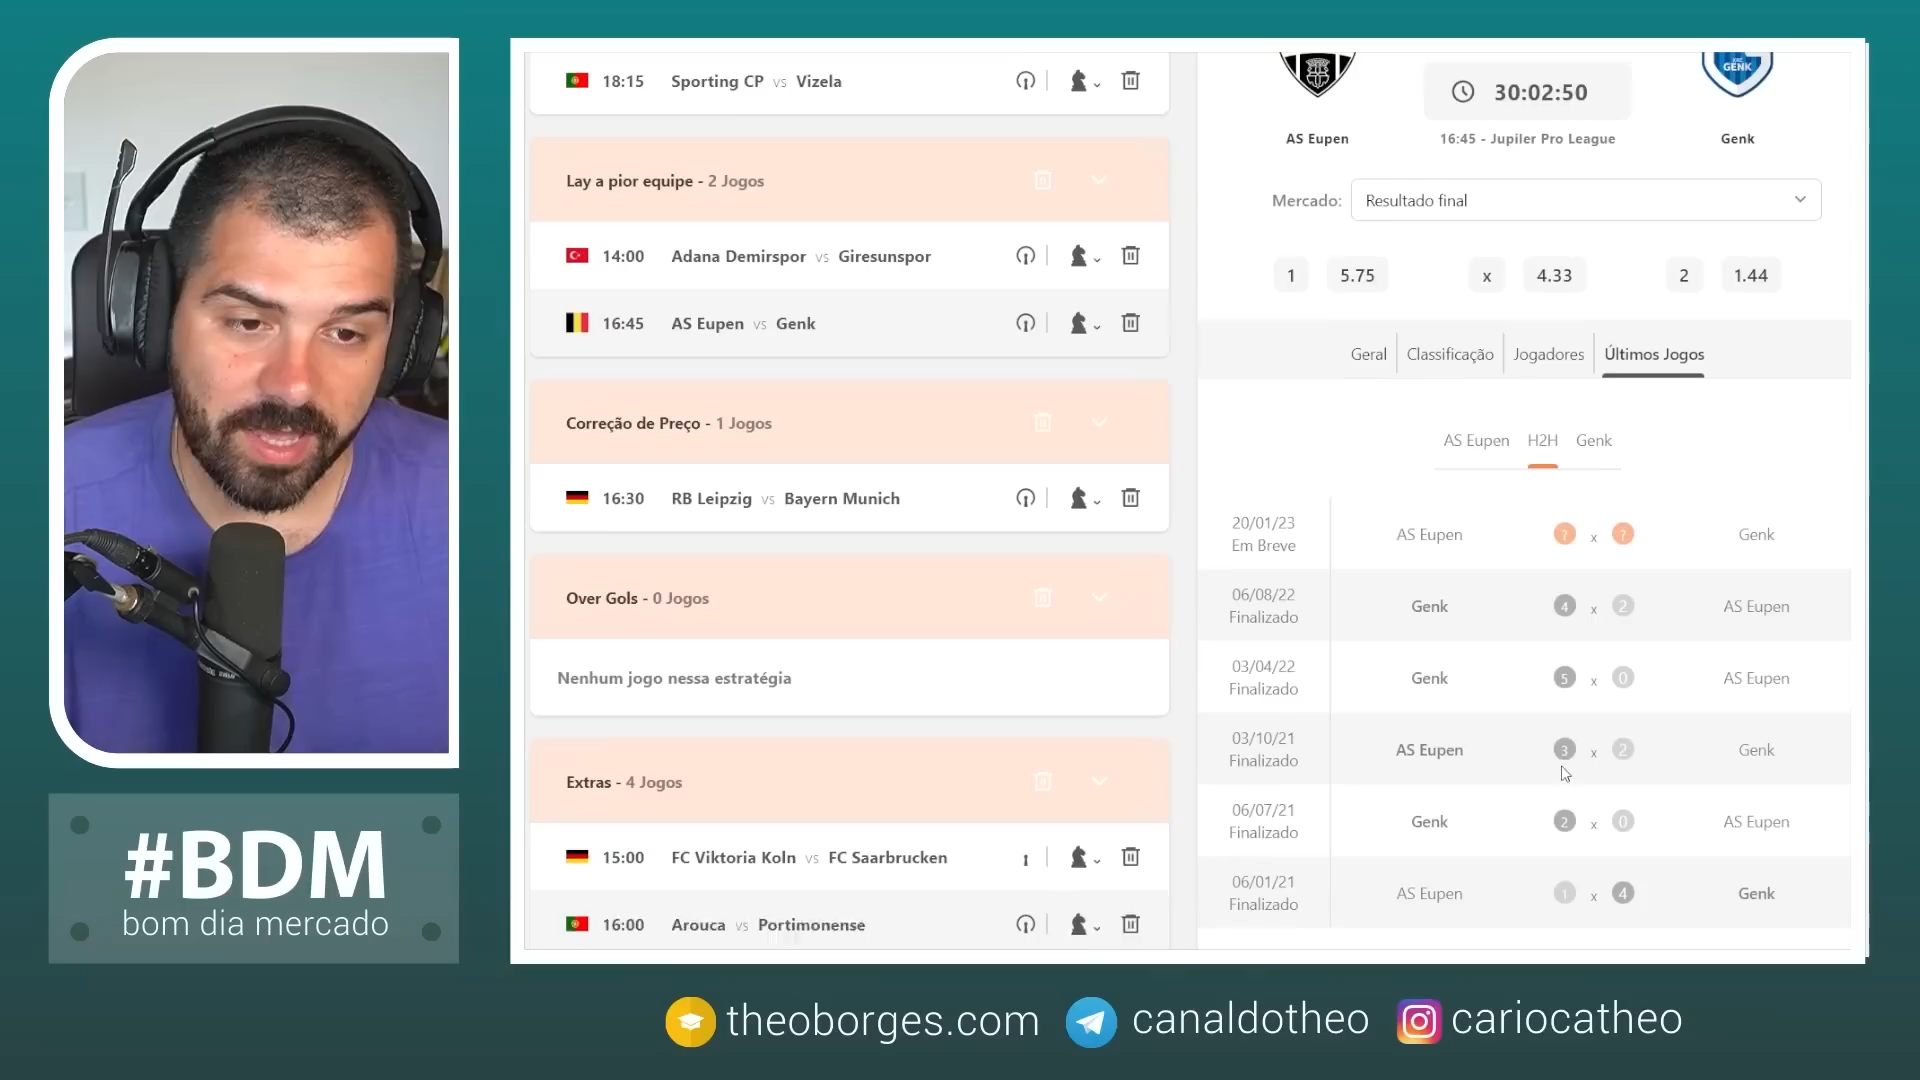 18:15 Sporting CP vs Vizela
Lay a pior equipe - 2 Jogos
14:00 Adana Demirspor vs Giresunspor
16:45 AS Eupen vs Genk
Correção de Preço - 1 Jogos
16:30 RB Leipzig vs Bayern Munich
Over Gols - 0 Jogos
Nenhum jogo nessa estratégia
Extras - 4 Jogos
15:00 FC Viktoria Koln vs FC Saarbrucken
16:00 Arouca vs Portimonense
GENK
30:02:50
AS Eupen 16:45 - Jupiler Pro League Genk
Mercado: Resultado final
1 5.75 x 4.33 2 1.44
Geral Classificação Jogadores Últimos Jogos
AS Eupen H2H Genk
20/01/23
Em Breve
AS Eupen ? x ? Genk
06/08/22
Finalizado
Genk 4 x 2 AS Eupen
03/04/22
Finalizado
Genk 5 x 0 AS Eupen
03/10/21
Finalizado
AS Eupen 3 x 2 Genk
06/07/21
Finalizado
Genk 2 x 0 AS Eupen
06/01/21
Finalizado
AS Eupen 1 x 4 Genk
#BDM
bom dia mercado
theoborges.com canaldotheo cariocatheo